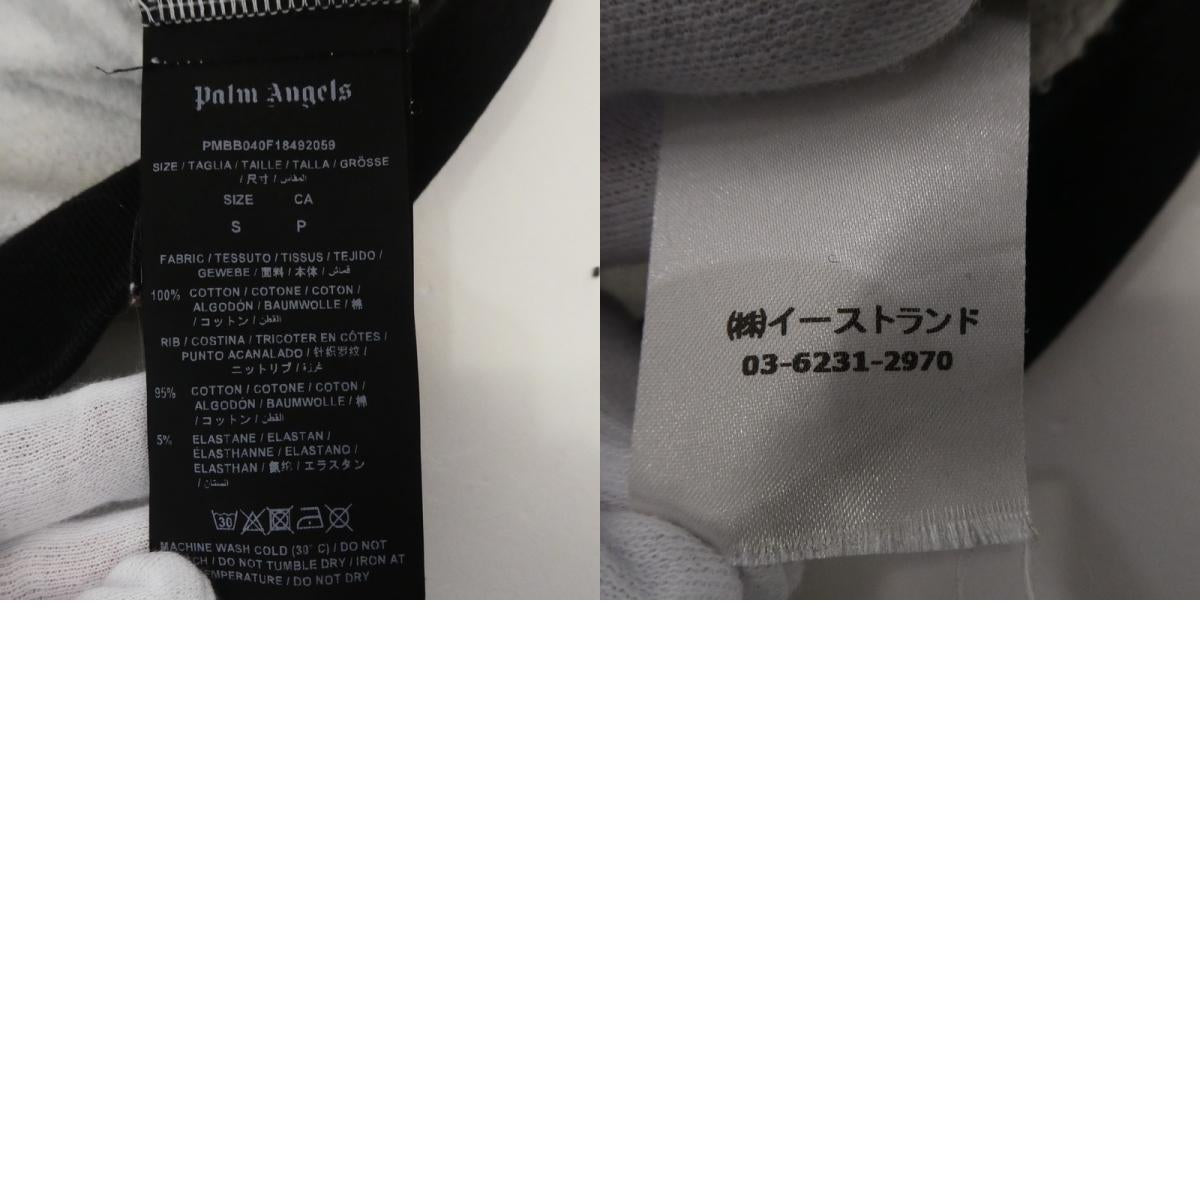 Palm Angels
PMBB040F18492059
SIZE / TAGLIA / TAILLE / TALLA / GRÖSSE
/ 尺寸 / المقاس
SIZE CA
S P
FABRIC / TESSUTO / TISSUS / TEJIDO /
GEWEBE / 面料 / 本体 / قماش
100% COTTON / COTONE / COTON /
ALGODÓN / BAUMWOLLE / 棉
/ コットン / القطن
RIB / COSTINA / TRICOTER EN CÔTES /
PUNTO ACANALADO / 针织罗纹 /
ニットリブ /
95% COTTON / COTONE / COTON /
ALGODÓN / BAUMWOLLE / 棉
/ コットン / القطن
5% ELASTANE / ELASTAN /
ÉLASTHANNE / ELASTANO /
ELASTHAN / 氨纶 / エラスタン
/
30
MACHINE WASH COLD (30° C) / DO NOT
CH / DO NOT TUMBLE DRY / IRON AT
EMPERATURE / DO NOT DRY
(株)イーストランド
03-6231-2970